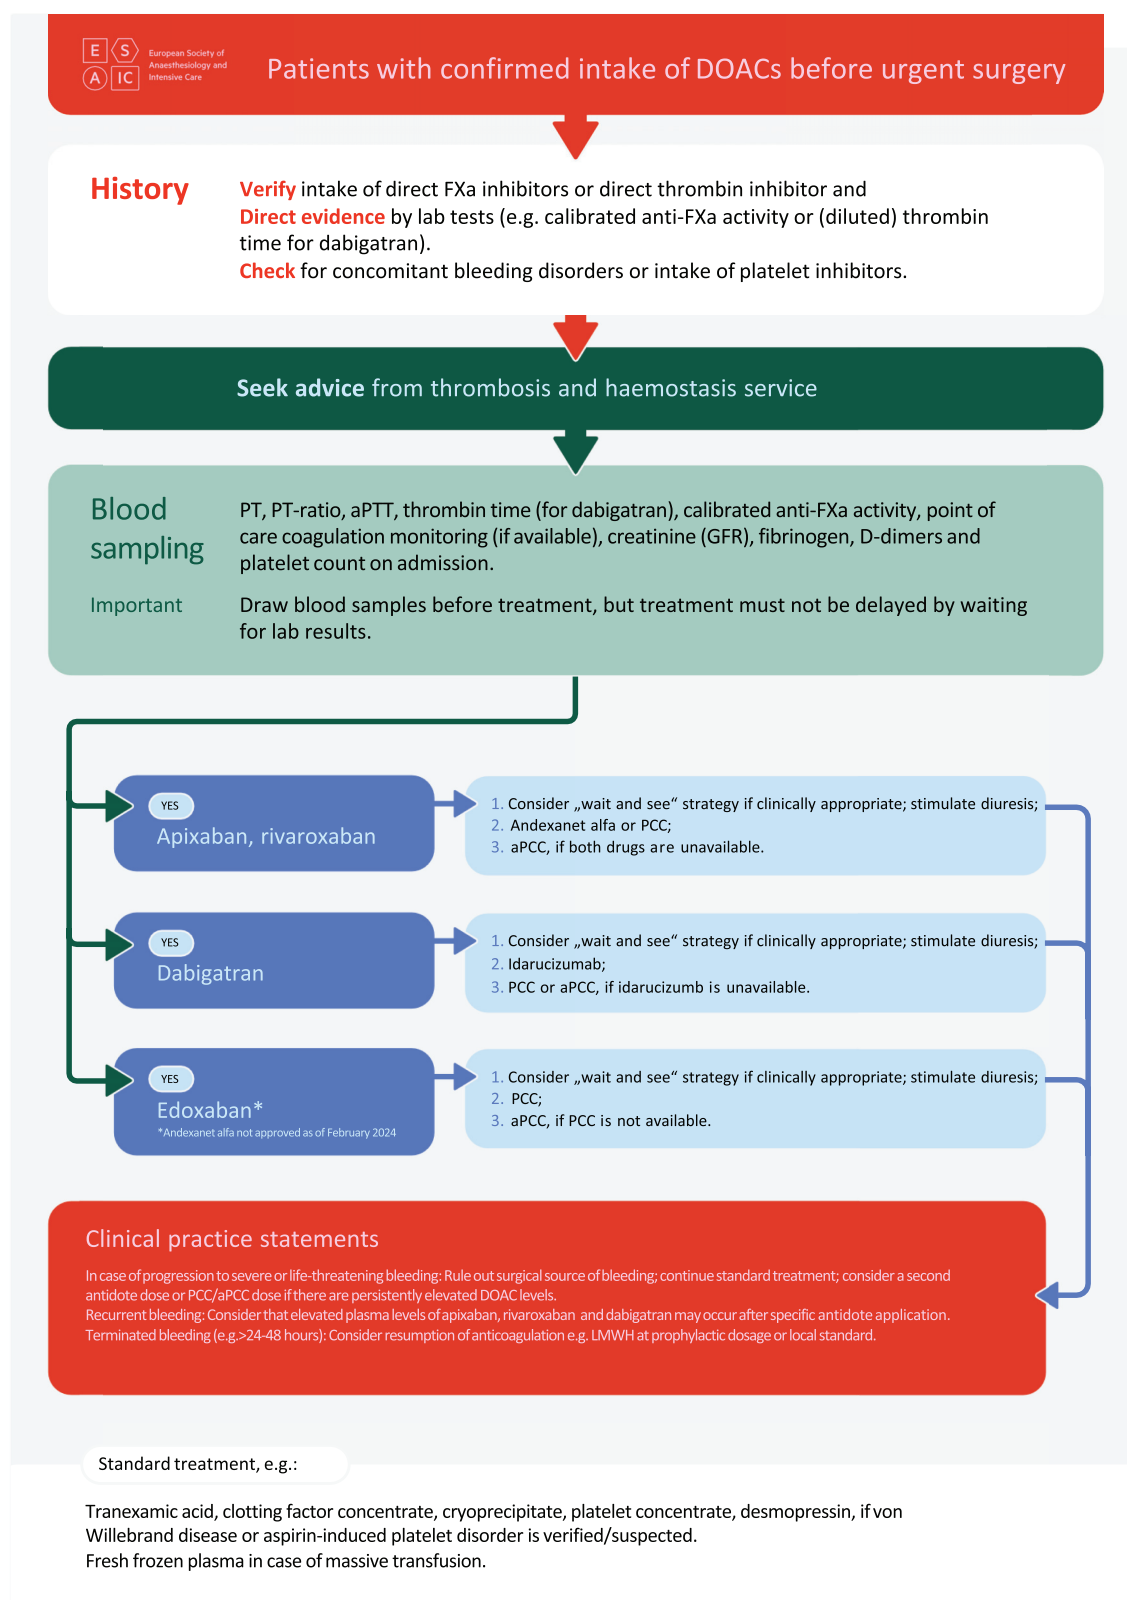 E S
A IC
European Society of
Anaesthesiology and
Intensive Care
Patients with confirmed intake of DOACs before urgent surgery
History
Verify intake of direct FXa inhibitors or direct thrombin inhibitor and
Direct evidence by lab tests (e.g. calibrated anti-FXa activity or (diluted) thrombin
time for dabigatran).
Check for concomitant bleeding disorders or intake of platelet inhibitors.
Seek advice from thrombosis and haemostasis service
Blood
sampling
PT, PT-ratio, aPTT, thrombin time (for dabigatran), calibrated anti-FXa activity, point of
care coagulation monitoring (if available), creatinine (GFR), fibrinogen, D-dimers and
platelet count on admission.
Important
Draw blood samples before treatment, but treatment must not be delayed by waiting
for lab results.
YES
Apixaban, rivaroxaban
1. Consider „wait and see“ strategy if clinically appropriate; stimulate diuresis;
2. Andexanet alfa or PCC;
3. aPCC, if both drugs are unavailable.
YES
Dabigatran
1. Consider „wait and see“ strategy if clinically appropriate; stimulate diuresis;
2. Idarucizumab;
3. PCC or aPCC, if idarucizumb is unavailable.
YES
Edoxaban*
*Andexanet alfa not approved as of February 2024
1. Consider „wait and see“ strategy if clinically appropriate; stimulate diuresis;
2. PCC;
3. aPCC, if PCC is not available.
Clinical practice statements
In case of progression to severe or life-threatening bleeding: Rule out surgical source of bleeding; continue standard treatment; consider a second
antidote dose or PCC/aPCC dose if there are persistently elevated DOAC levels.
Recurrent bleeding: Consider that elevated plasma levels of apixaban, rivaroxaban and dabigatran may occur after specific antidote application.
Terminated bleeding (e.g.>24-48 hours): Consider resumption of anticoagulation e.g. LMWH at prophylactic dosage or local standard.
Standard treatment, e.g.:
Tranexamic acid, clotting factor concentrate, cryoprecipitate, platelet concentrate, desmopressin, if von
Willebrand disease or aspirin-induced platelet disorder is verified/suspected.
Fresh frozen plasma in case of massive transfusion.